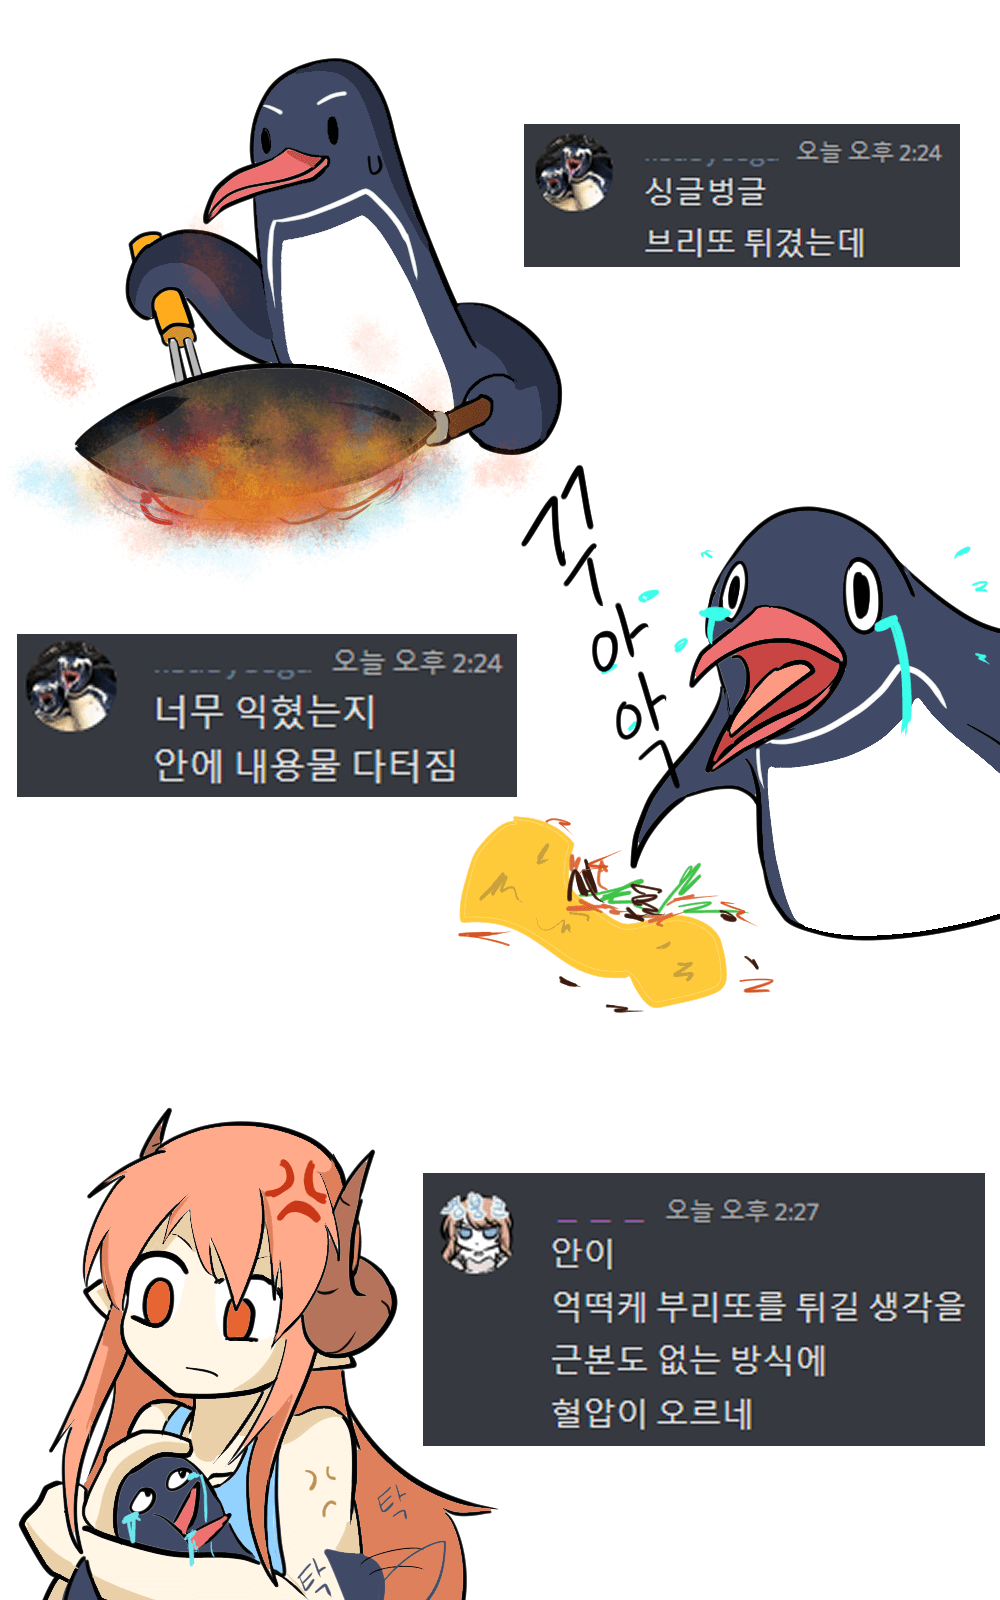 오늘 오후 2:24
싱글벙글
브리또 튀겼는데
꾸아아악
오늘 오후 2:24
너무 익혔는지
안에 내용물 다터짐
오늘 오후 2:27
안이
억떡케 부리또를 튀길 생각을
근본도 없는 방식에
혈압이 오르네
탁
탁